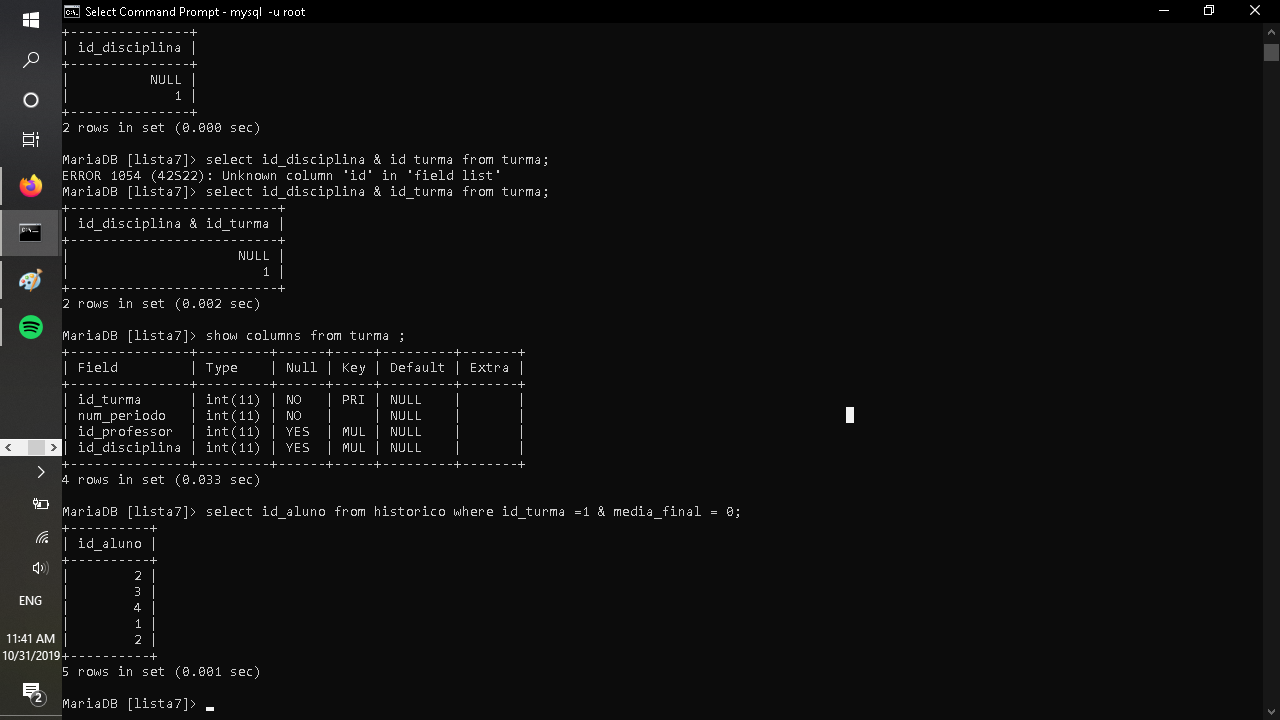 Select Command Prompt - mysql  -u root
+---------------+
| id_disciplina |
+---------------+
|          NULL |
|             1 |
+---------------+
2 rows in set (0.000 sec)
MariaDB [lista7]> select id_disciplina & id turma from turma;
ERROR 1054 (42S22): Unknown column 'id' in 'field list'
MariaDB [lista7]> select id_disciplina & id_turma from turma;
+--------------------------+
| id_disciplina & id_turma |
+--------------------------+
|                     NULL |
|                        1 |
+--------------------------+
2 rows in set (0.002 sec)
MariaDB [lista7]> show columns from turma ;
+---------------+---------+------+-----+---------+-------+
| Field         | Type    | Null | Key | Default | Extra |
+---------------+---------+------+-----+---------+-------+
| id_turma      | int(11) | NO   | PRI | NULL    |       |
| num_periodo   | int(11) | NO   |     | NULL    |       |
| id_professor  | int(11) | YES  | MUL | NULL    |       |
| id_disciplina | int(11) | YES  | MUL | NULL    |       |
+---------------+---------+------+-----+---------+-------+
4 rows in set (0.033 sec)
MariaDB [lista7]> select id_aluno from historico where id_turma =1 & media_final = 0;
+----------+
| id_aluno |
+----------+
|        2 |
|        3 |
|        4 |
|        1 |
|        2 |
+----------+
5 rows in set (0.001 sec)
MariaDB [lista7]>
ENG
11:41 AM
10/31/2019
2